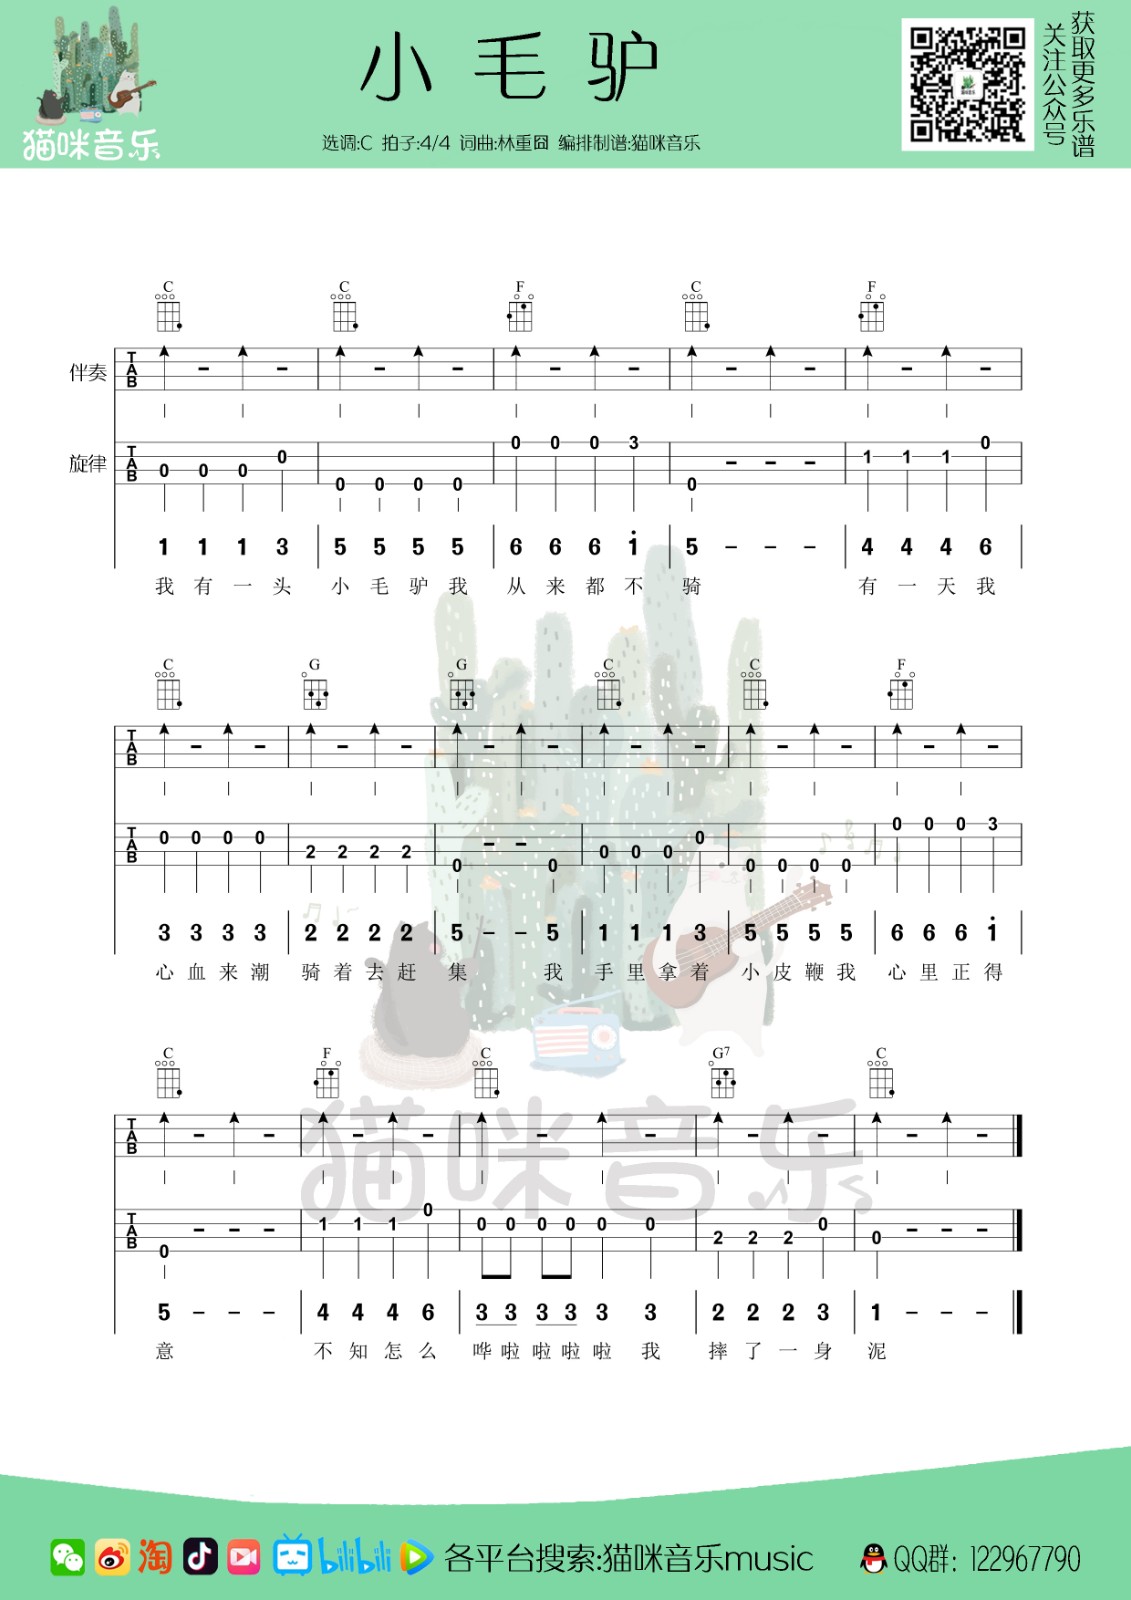 猫咪音乐
小毛驴
选调:C 拍子:4/4 词曲:林重囧 编排制谱:猫咪音乐
获取更多乐谱
关注公众号
C C F C F
伴奏 TAB
旋律 TAB 0 0 0 0 0 0 0 0 0 0 0 3 0 - - - 1 1 1 0
1 1 1 3 5 5 5 5 6 6 6 1̇ 5 - - - 4 4 4 6
我有一头 小毛驴我 从来都不 骑 有一天我
C G G C C F
TAB
TAB 0 0 0 0 2 2 2 2 0 - - 0 0 0 0 0 0 0 0 0 0 0 0 3
3 3 3 3 2 2 2 2 5 - - 5 1 1 1 3 5 5 5 5 6 6 6 1̇
心血来潮 骑着去赶 集 我 手里拿着 小皮鞭我 心里正得
C F C G7 C
TAB
TAB 0 - - - 1 1 1 0 0 0 0 0 0 0 2 2 2 0 0 - - -
5 - - - 4 4 4 6 3 3 3 3 3 3 2 2 2 3 1 - - -
意 不知怎么 哗啦啦啦啦我 摔了一身 泥
猫咪音乐
淘 bilibili 各平台搜索:猫咪音乐music QQ群：122967790